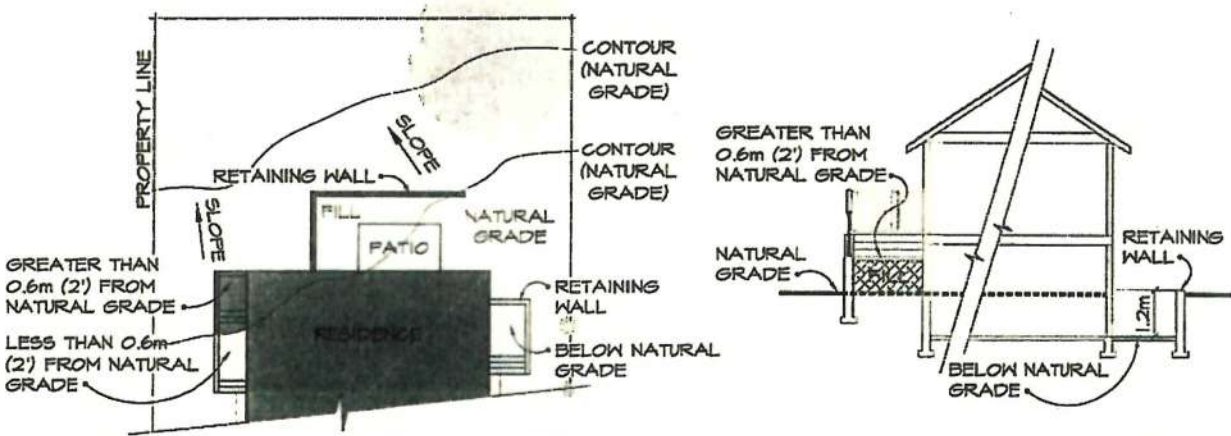 PROPERTY LINE
CONTOUR
(NATURAL
GRADE)
SLOPE
CONTOUR
(NATURAL
GRADE)
RETAINING WALL
SLOPE
FILL
NATURAL
GRADE
PATIO
GREATER THAN
0.6m (2') FROM
NATURAL GRADE
RETAINING
WALL
RESIDENCE
LESS THAN 0.6m
(2') FROM NATURAL
GRADE
BELOW NATURAL
GRADE
GREATER THAN
0.6m (2') FROM
NATURAL GRADE
NATURAL
GRADE
FILL
RETAINING
WALL
1.2m
BELOW NATURAL
GRADE